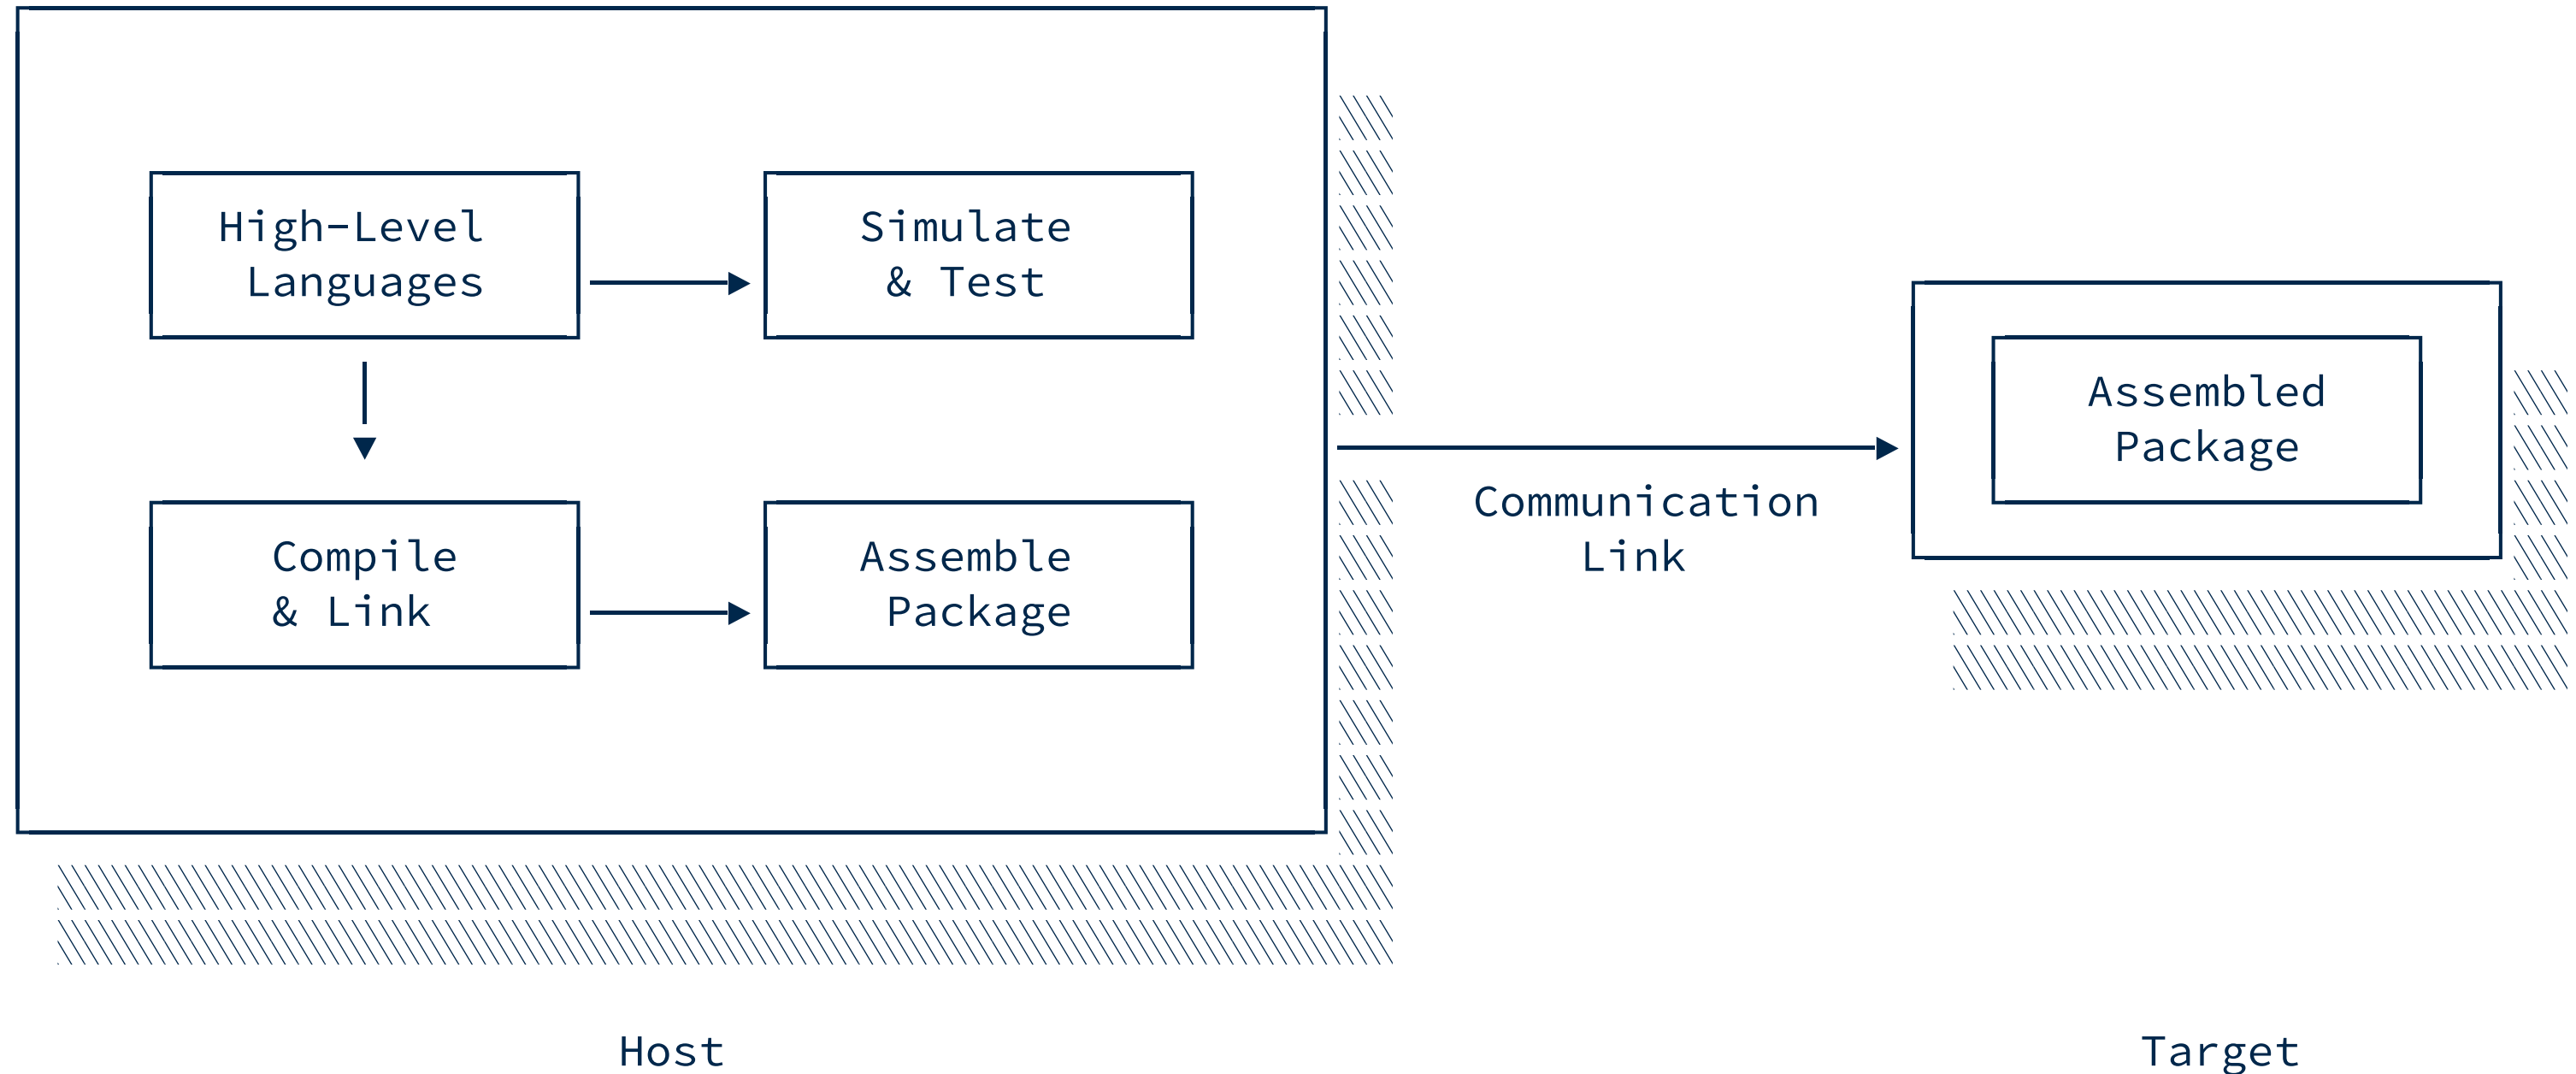 High-Level
Languages
Simulate
& Test
Compile
& Link
Assemble
Package
Communication
Link
Assembled
Package
Host
Target